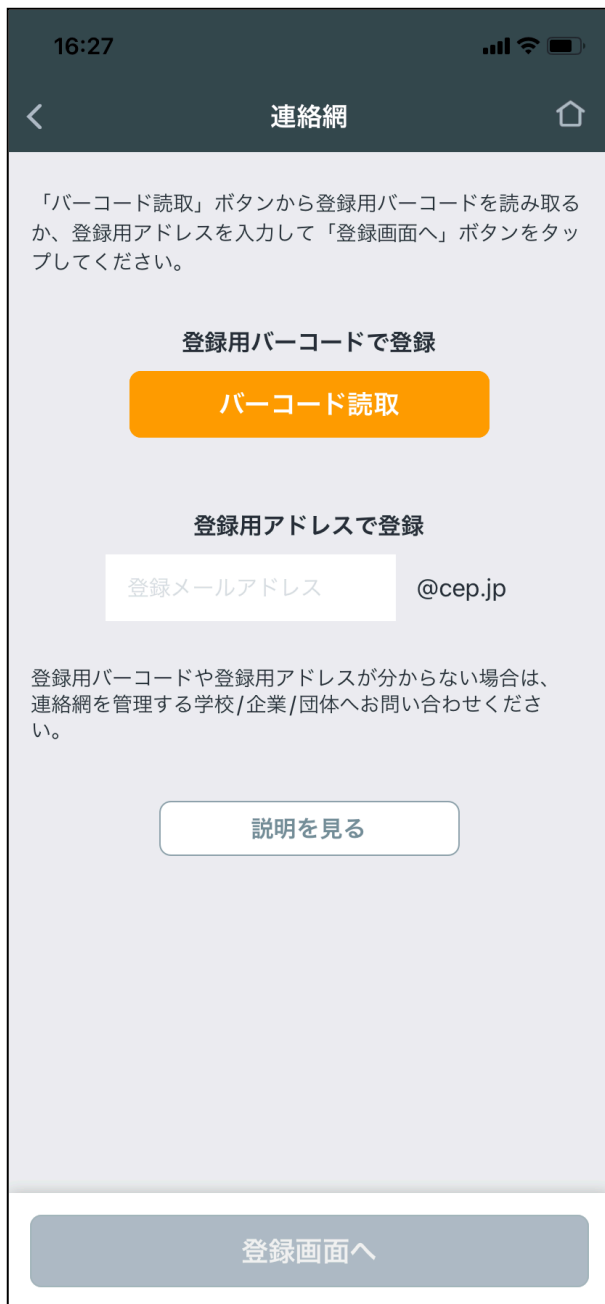 16:27
連絡網
「バーコード読取」ボタンから登録用バーコードを読み取る
か、登録用アドレスを入力して「登録画面へ」ボタンをタッ
プしてください。
登録用バーコードで登録
バーコード読取
登録用アドレスで登録
登録メールアドレス @cep.jp
登録用バーコードや登録用アドレスが分からない場合は、
連絡網を管理する学校/企業/団体へお問い合わせくださ
い。
説明を見る
登録画面へ